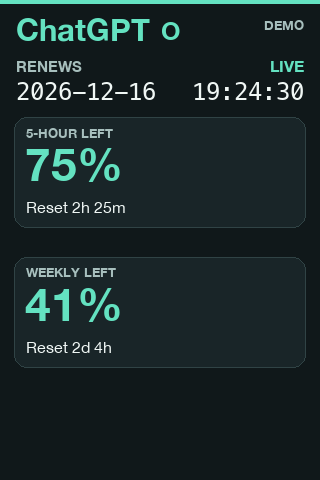 ChatGPT O DEMO
RENEWS LIVE
2026−12−16 19:24:30
5-HOUR LEFT
75%
Reset 2h 25m
WEEKLY LEFT
41%
Reset 2d 4h